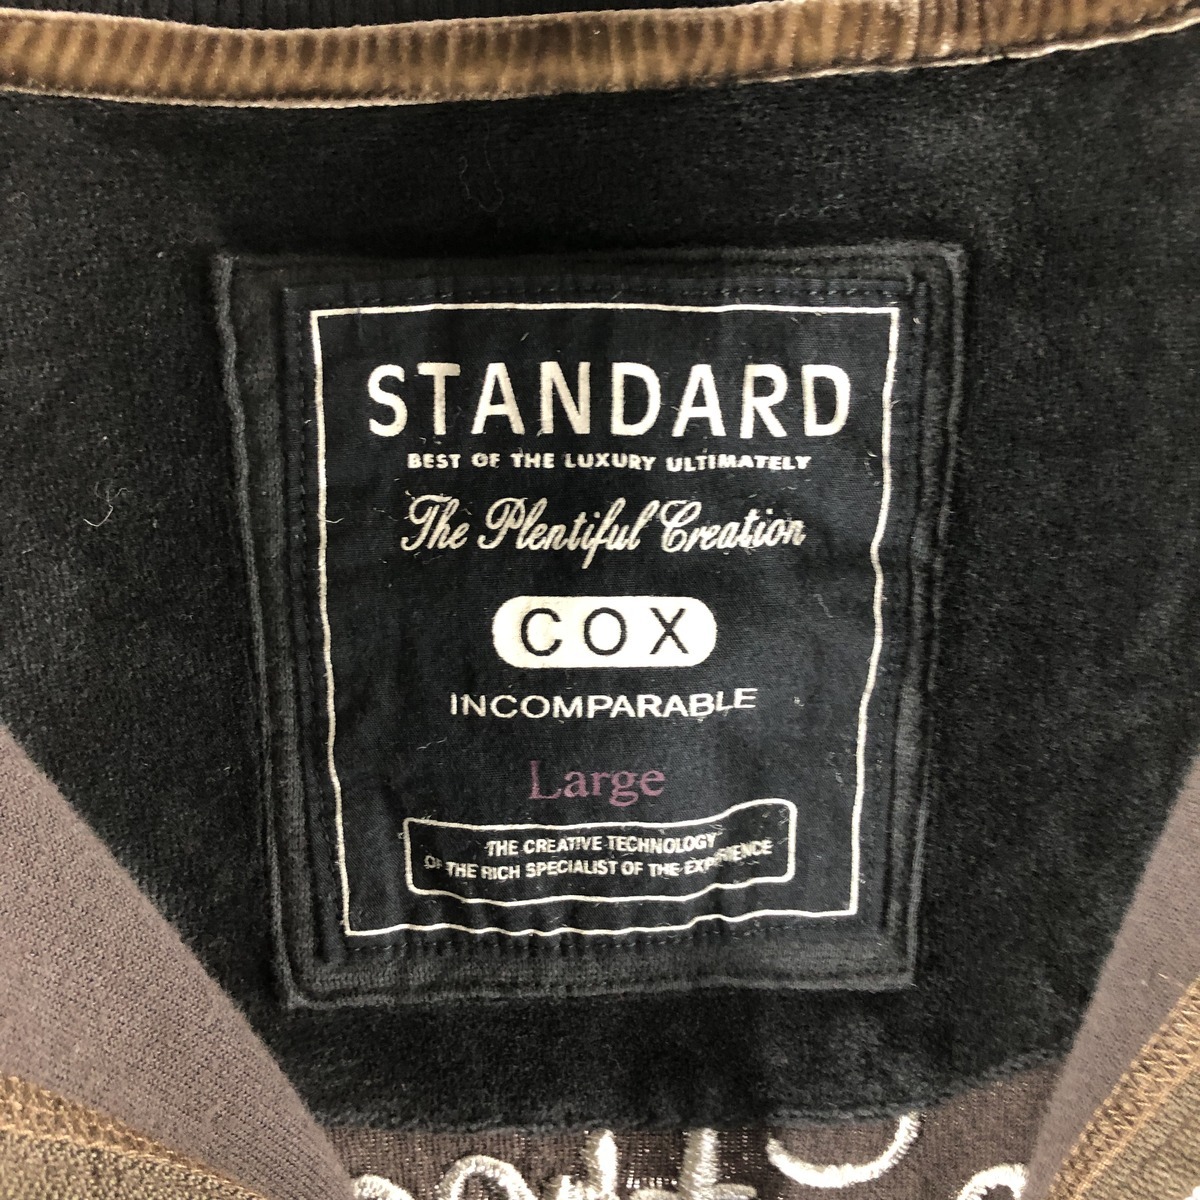 STANDARD
BEST OF THE LUXURY ULTIMATELY
The Plentiful Creation
COX
INCOMPARABLE
Large
THE CREATIVE TECHNOLOGY
OF THE RICH SPECIALIST OF THE EXPERIENCE